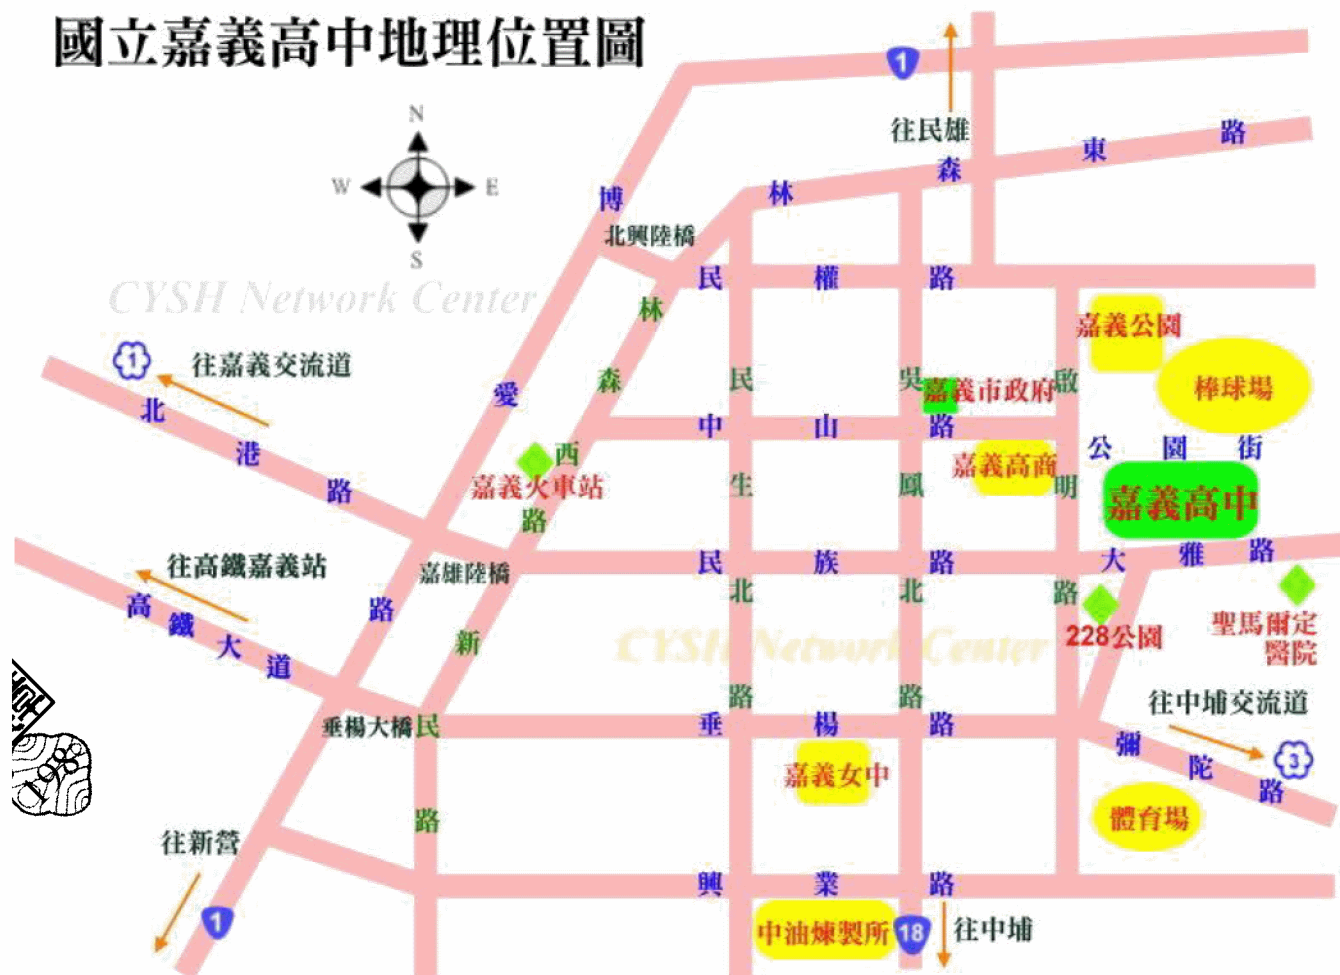 國立嘉義高中地理位置圖
1
往民雄
N
W
E
S
林森東路
博愛路
北興陸橋
民權路
CYSH Network Center
林森西路
嘉義公園
1
往嘉義交流道
北港路
民生北路
吳鳳北路
嘉義市政府
啟明路
棒球場
中山路
公園街
嘉義高商
嘉義火車站
嘉義高中
往高鐵嘉義站
高鐵大道
嘉雄陸橋
民族路
大雅路
新民路
CYSH Network Center
228公園
聖馬爾定
醫院
往中埔交流道
3
垂楊大橋
垂楊路
彌陀路
嘉義女中
體育場
1988
往新營
興業路
1
中油煉製所
18
往中埔